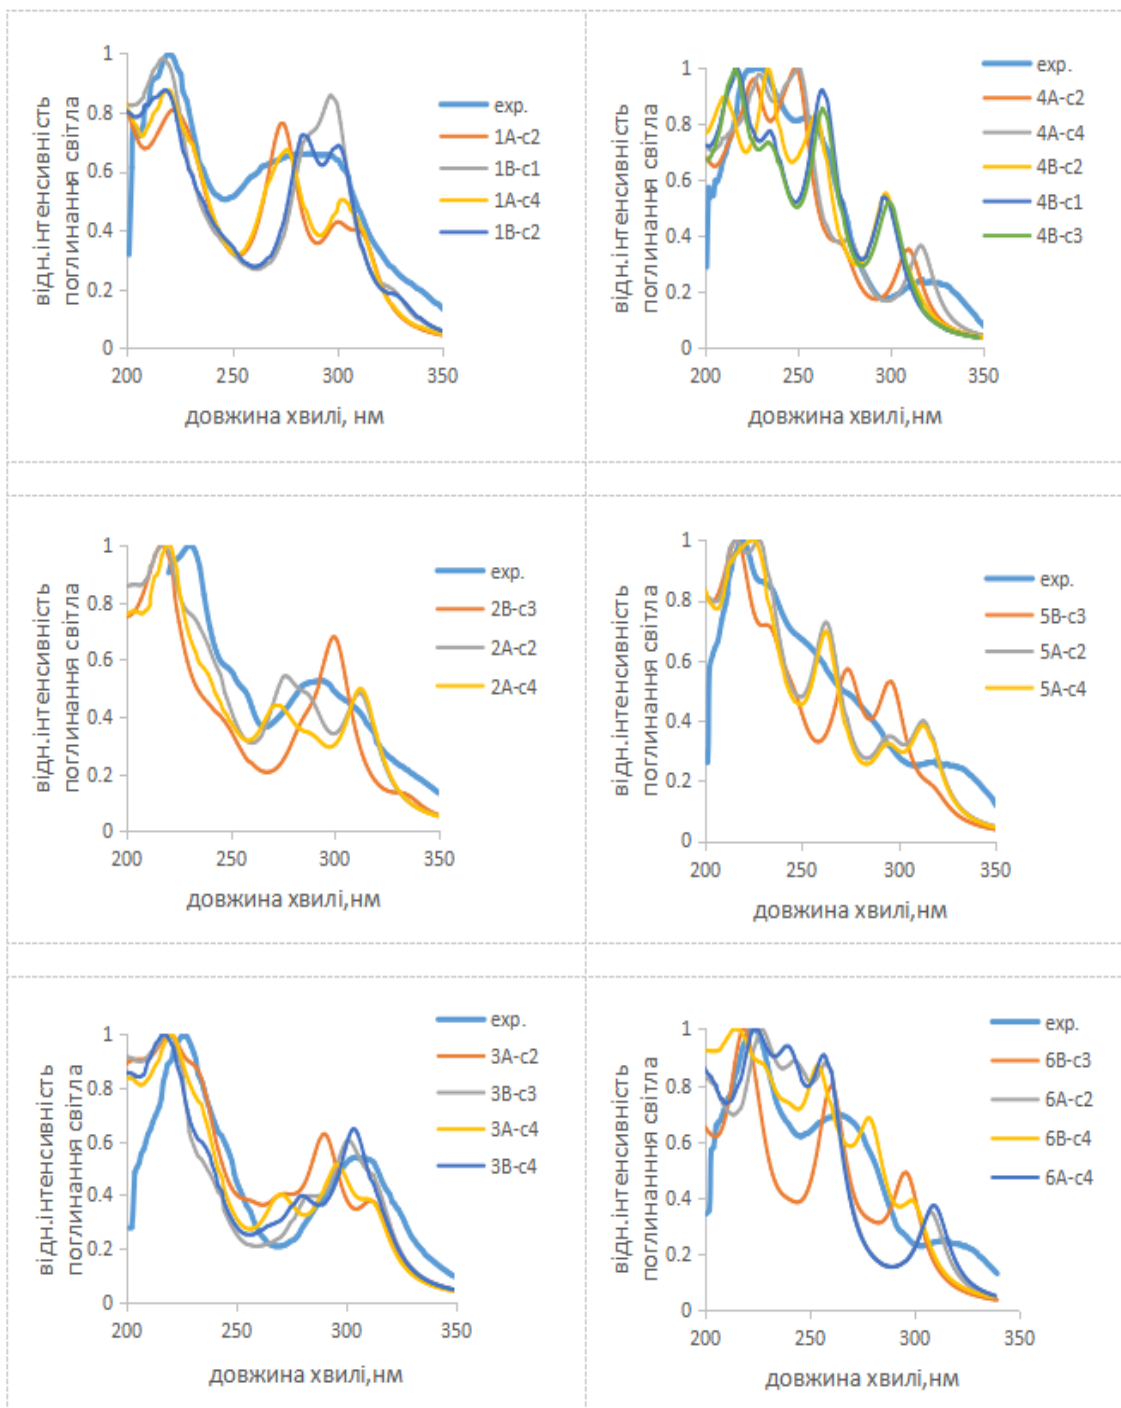 відн.інтенсивність
поглинання світла
1
0.8
0.6
0.4
0.2
0
200
250
300
350
довжина хвилі, нм
exp.
1A-c2
1B-c1
1A-c4
1B-c2
відн.інтенсивність
поглинання світла
1
0.8
0.6
0.4
0.2
0
200
250
300
350
довжина хвилі,нм
exp.
4A-c2
4A-c4
4B-c2
4B-c1
4B-c3
відн.інтенсивність
поглинання світла
1
0.8
0.6
0.4
0.2
0
200
250
300
350
довжина хвилі,нм
exp.
2B-c3
2A-c2
2A-c4
відн.інтенсивність
поглинання світла
1
0.8
0.6
0.4
0.2
0
200
250
300
350
довжина хвилі,нм
exp.
5B-c3
5A-c2
5A-c4
відн.інтенсивність
поглинання світла
1
0.8
0.6
0.4
0.2
0
200
250
300
350
довжина хвилі,нм
exp.
3A-c2
3B-c3
3A-c4
3B-c4
відн.інтенсивність
поглинання світла
1
0.8
0.6
0.4
0.2
0
200
250
300
350
довжина хвилі,нм
exp.
6B-c3
6A-c2
6B-c4
6A-c4